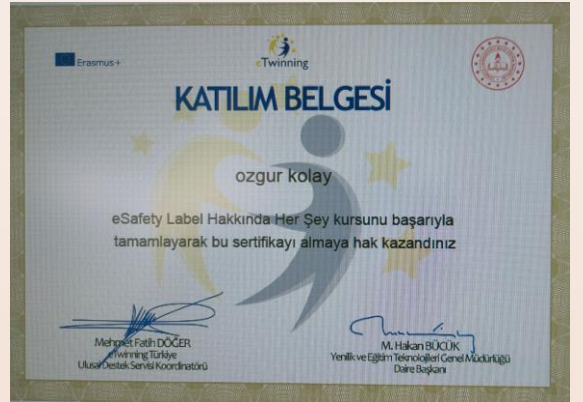 Erasmus+
eTwinning
KATILIM BELGESİ
ozgur kolay
eSafety Label Hakkında Her Şey kursunu başarıyla
tamamlayarak bu sertifikayı almaya hak kazandınız
Mehmet Fatih DÖĞER
eTwinning Türkiye
Ulusal Destek Servisi Koordinatörü
M. Hakan BÜCÜK
Yenilik ve Eğitim Teknolojileri Genel Müdürlüğü
Daire Başkanı